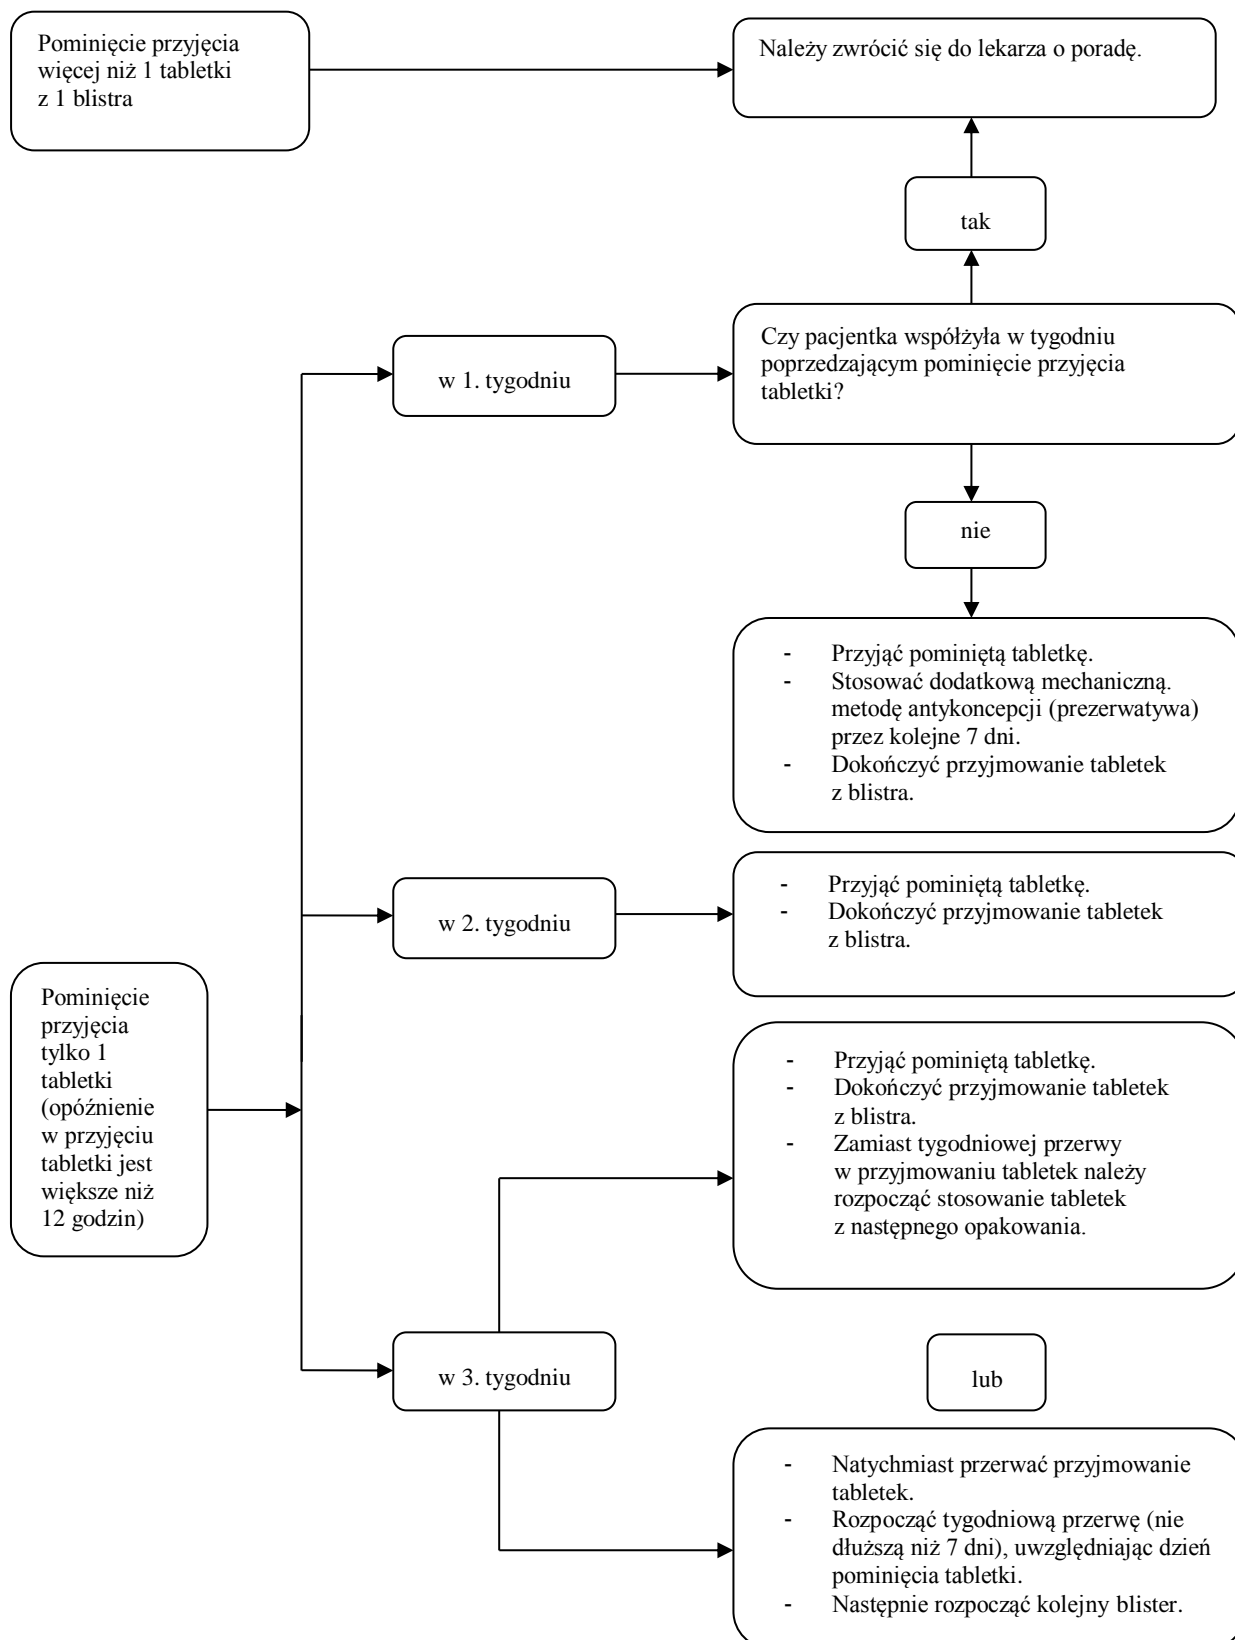 Pominięcie przyjęcia
więcej niż 1 tabletki
z 1 blistra
Należy zwrócić się do lekarza o poradę.
tak
w 1. tygodniu
Czy pacjentka współżyła w tygodniu
poprzedzającym pominięcie przyjęcia
tabletki?
nie
- Przyjąć pominiętą tabletkę.
- Stosować dodatkową mechaniczną.
metodę antykoncepcji (prezerwatywa)
przez kolejne 7 dni.
- Dokończyć przyjmowanie tabletek
z blistra.
w 2. tygodniu
- Przyjąć pominiętą tabletkę.
- Dokończyć przyjmowanie tabletek
z blistra.
Pominięcie
przyjęcia
tylko 1
tabletki
(opóźnienie
w przyjęciu
tabletki jest
większe niż
12 godzin)
- Przyjąć pominiętą tabletkę.
- Dokończyć przyjmowanie tabletek
z blistra.
- Zamiast tygodniowej przerwy
w przyjmowaniu tabletek należy
rozpocząć stosowanie tabletek
z następnego opakowania.
w 3. tygodniu
lub
- Natychmiast przerwać przyjmowanie
tabletek.
- Rozpocząć tygodniową przerwę (nie
dłuższą niż 7 dni), uwzględniając dzień
pominięcia tabletki.
- Następnie rozpocząć kolejny blister.